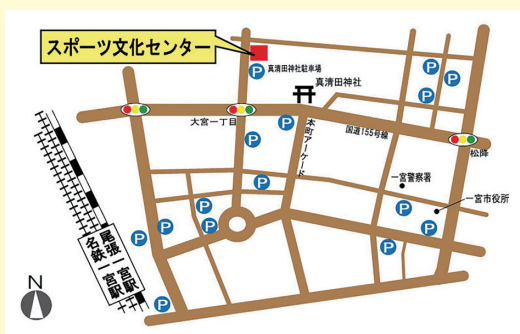 スポーツ文化センター
P
真清田神社駐車場
真清田神社
P
P
P
P
大宮一丁目
P
P
本町アーケード
国道155号線
松降
一宮警察署
一宮市役所
P
P
P
P
P
P
P
P
尾張一宮駅
名鉄一宮駅
P
N